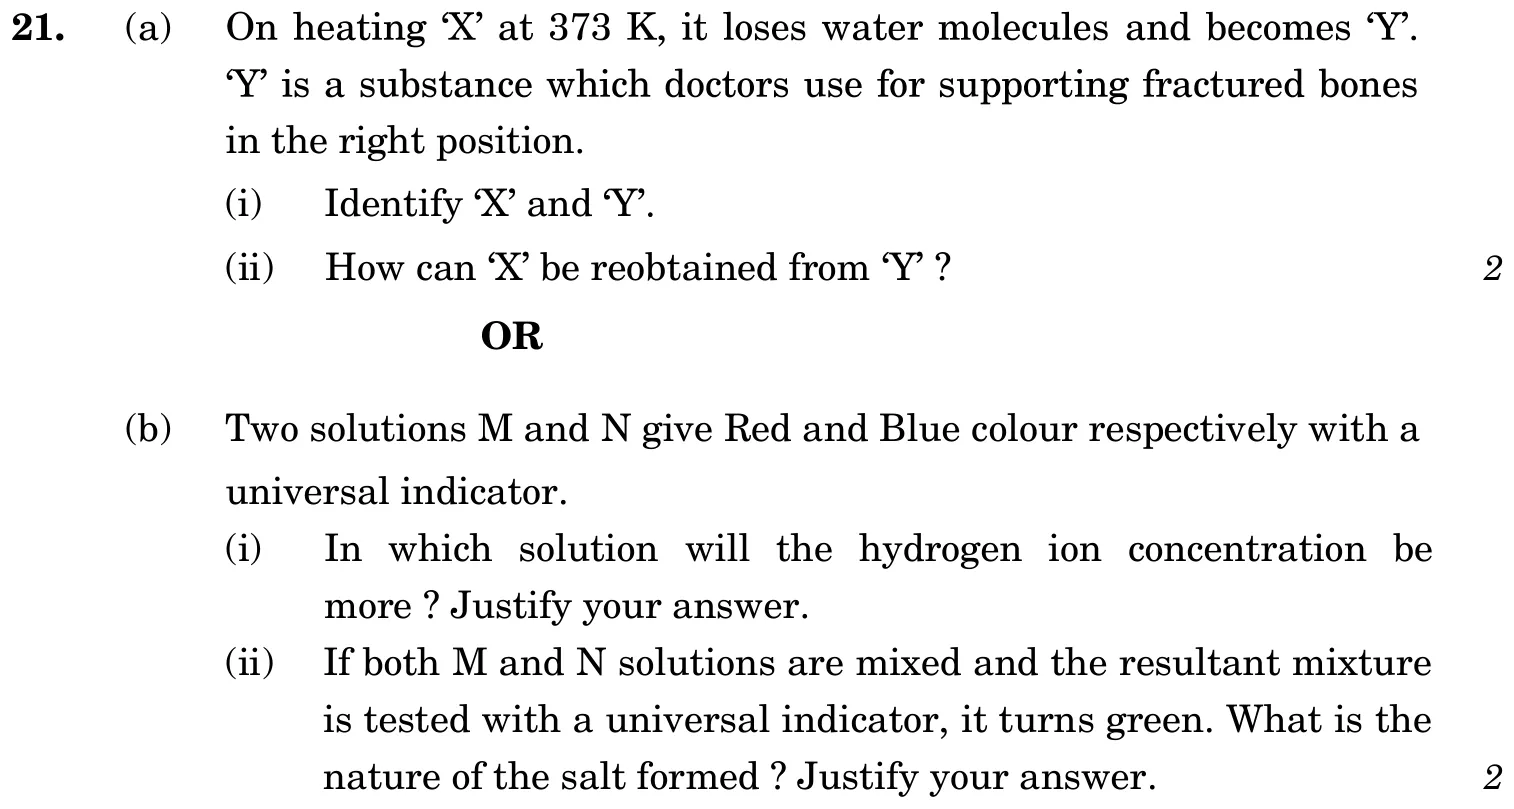 21. (a) On heating ‘X’ at 373 K, it loses water molecules and becomes ‘Y’.
‘Y’ is a substance which doctors use for supporting fractured bones
in the right position.
(i) Identify ‘X’ and ‘Y’.
(ii) How can ‘X’ be reobtained from ‘Y’ ? 2
OR
(b) Two solutions M and N give Red and Blue colour respectively with a
universal indicator.
(i) In which solution will the hydrogen ion concentration be
more ? Justify your answer.
(ii) If both M and N solutions are mixed and the resultant mixture
is tested with a universal indicator, it turns green. What is the
nature of the salt formed ? Justify your answer. 2